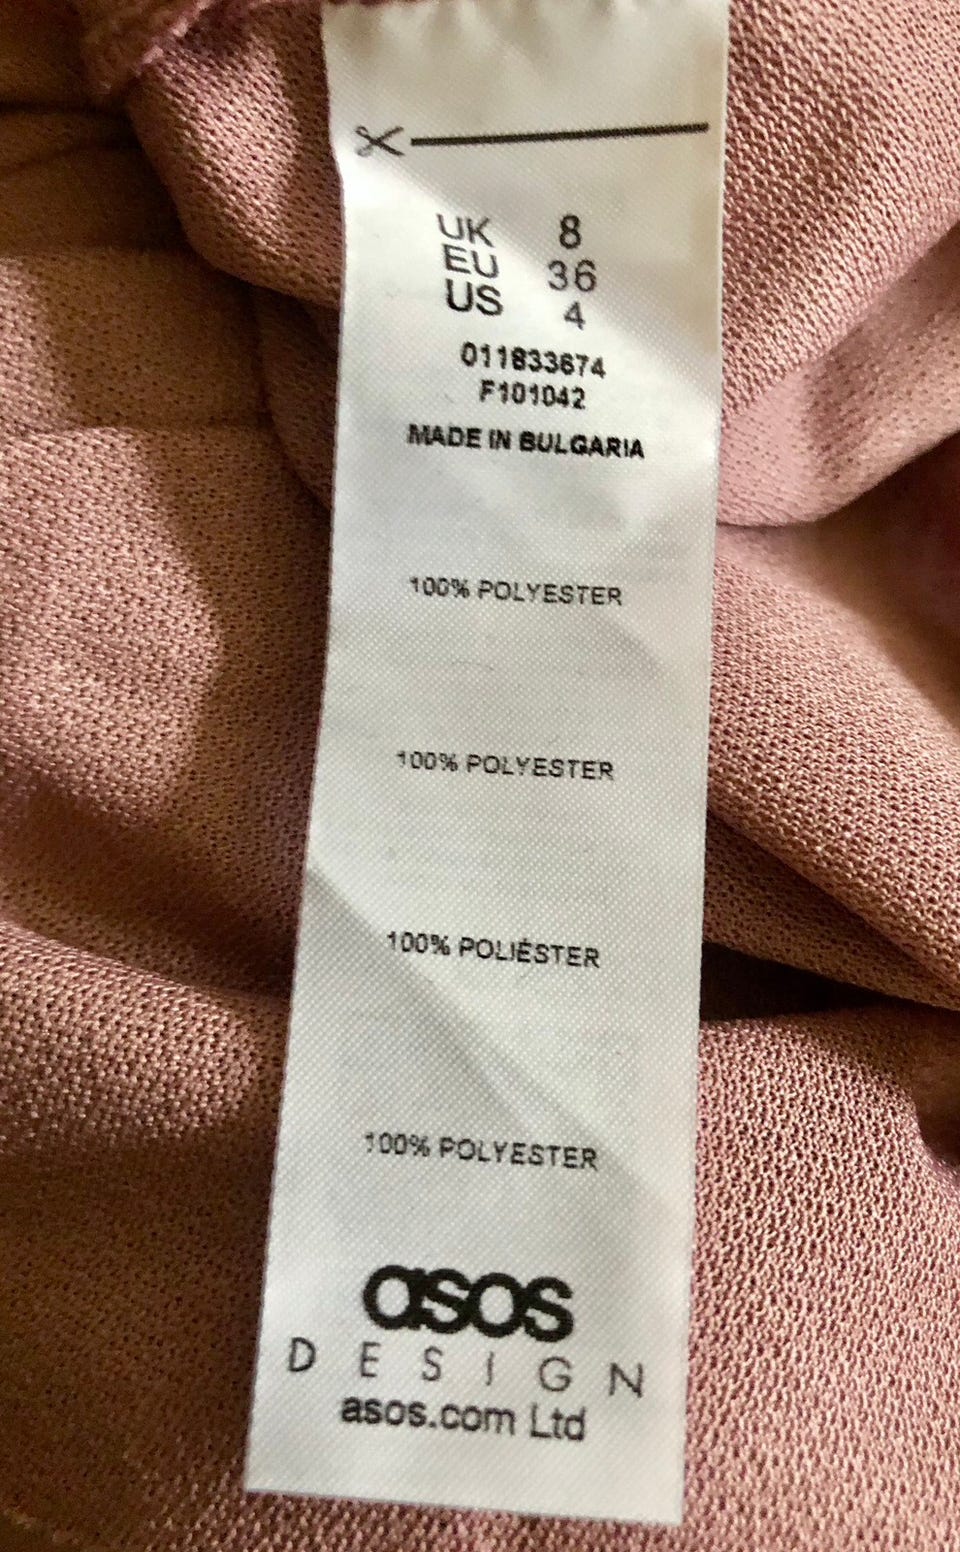 UK 8
EU 36
US 4
011833674
F101042
MADE IN BULGARIA
100% POLYESTER
100% POLYESTER
100% POLIÉSTER
100% POLYESTER
asos
DESIGN
asos.com Ltd